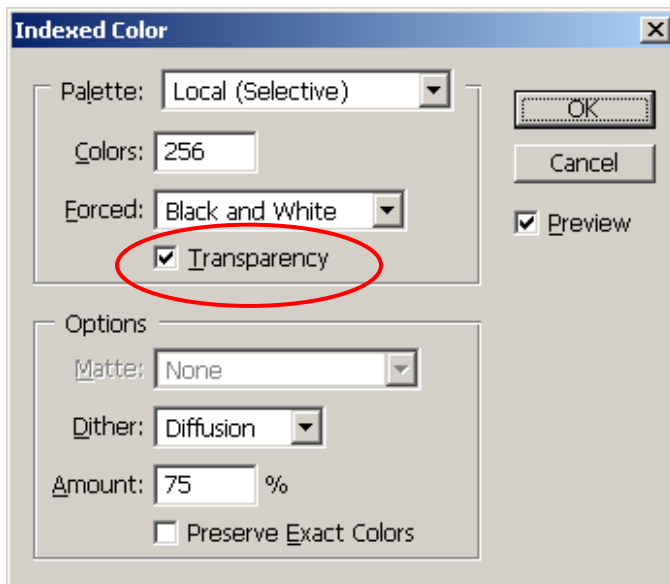 Indexed Color
Palette: Local (Selective)
OK
Colors: 256
Cancel
Forced: Black and White
Preview
Transparency
Options
Matte: None
Dither: Diffusion
Amount: 75 %
Preserve Exact Colors